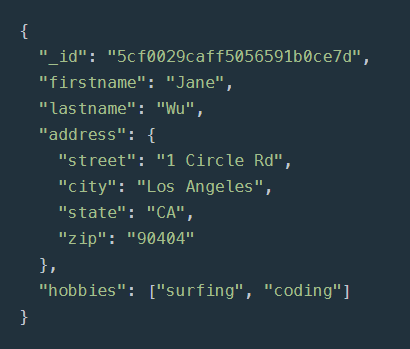 {
"_id": "5cf0029caff5056591b0ce7d",
"firstname": "Jane",
"lastname": "Wu",
"address": {
"street": "1 Circle Rd",
"city": "Los Angeles",
"state": "CA",
"zip": "90404"
},
"hobbies": ["surfing", "coding"]
}